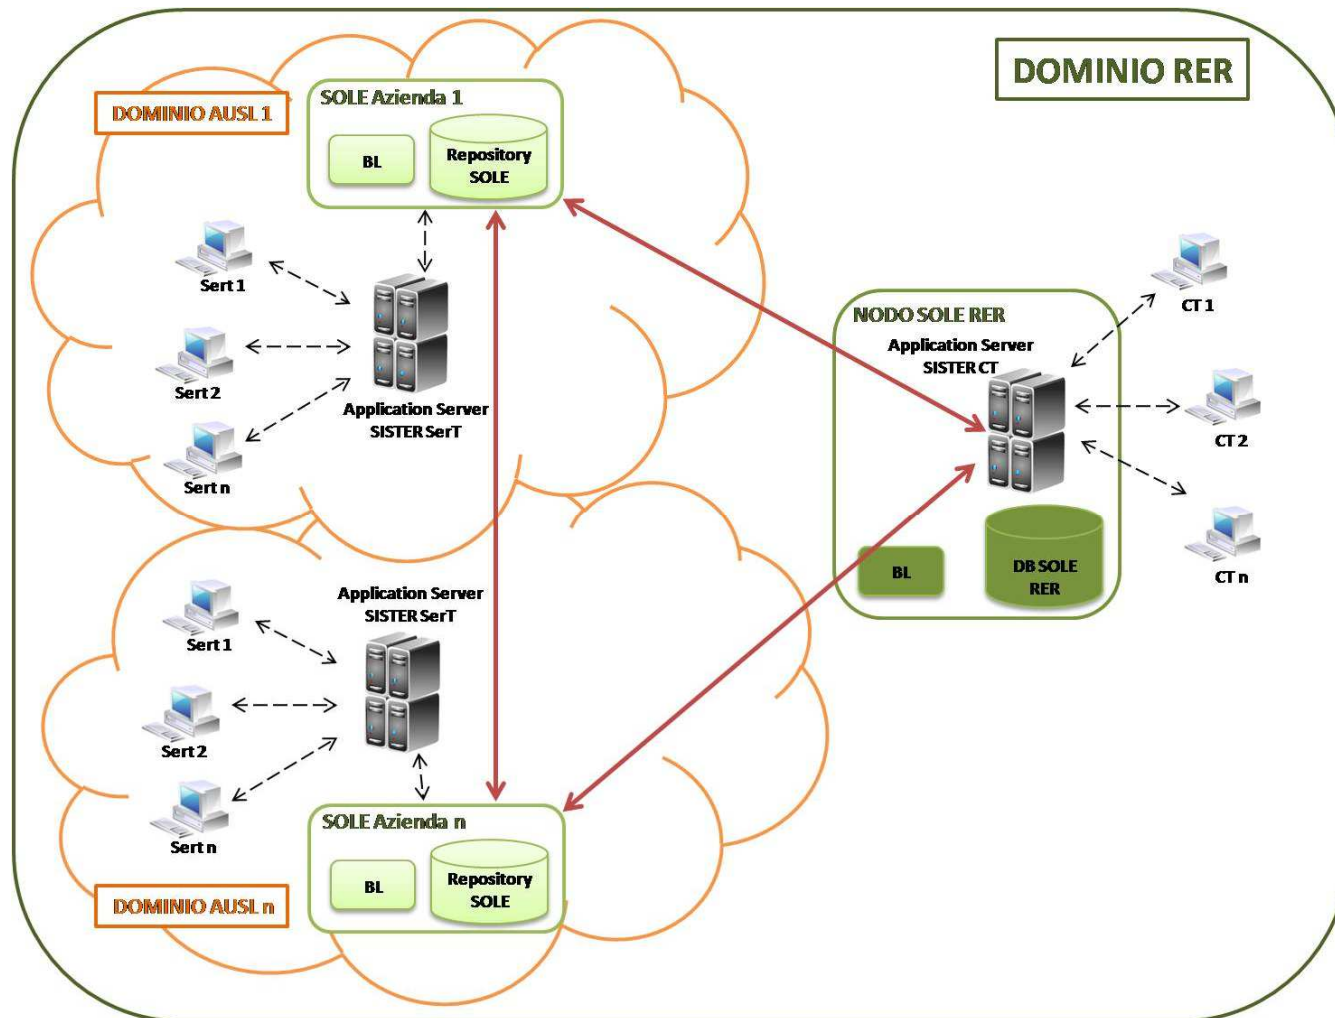 DOMINIO RER
DOMINIO AUSL 1
SOLE Azienda 1
BL
Repository
SOLE
Sert 1
Sert 2
Sert n
Application Server
SISTER SerT
NODO SOLE RER
Application Server
SISTER CT
BL
DB SOLE
RER
CT 1
CT 2
CT n
Application Server
SISTER SerT
Sert 1
Sert 2
Sert n
SOLE Azienda n
BL
Repository
SOLE
DOMINIO AUSL n